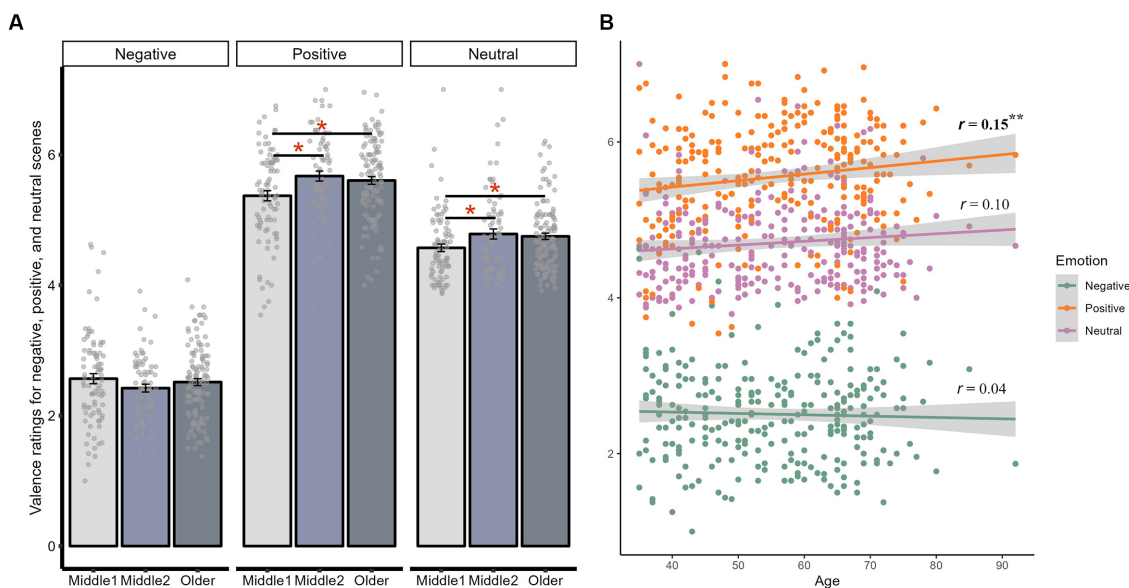 A
Negative
Positive
Neutral
Valence ratings for negative, positive, and neutral scenes
6
4
2
0
*
*
*
*
Middle1 Middle2 Older
Middle1 Middle2 Older
Middle1 Middle2 Older
B
6
4
2
r = 0.15**
r = 0.10
r = 0.04
40 50 60 70 80 90
Age
Emotion
Negative
Positive
Neutral